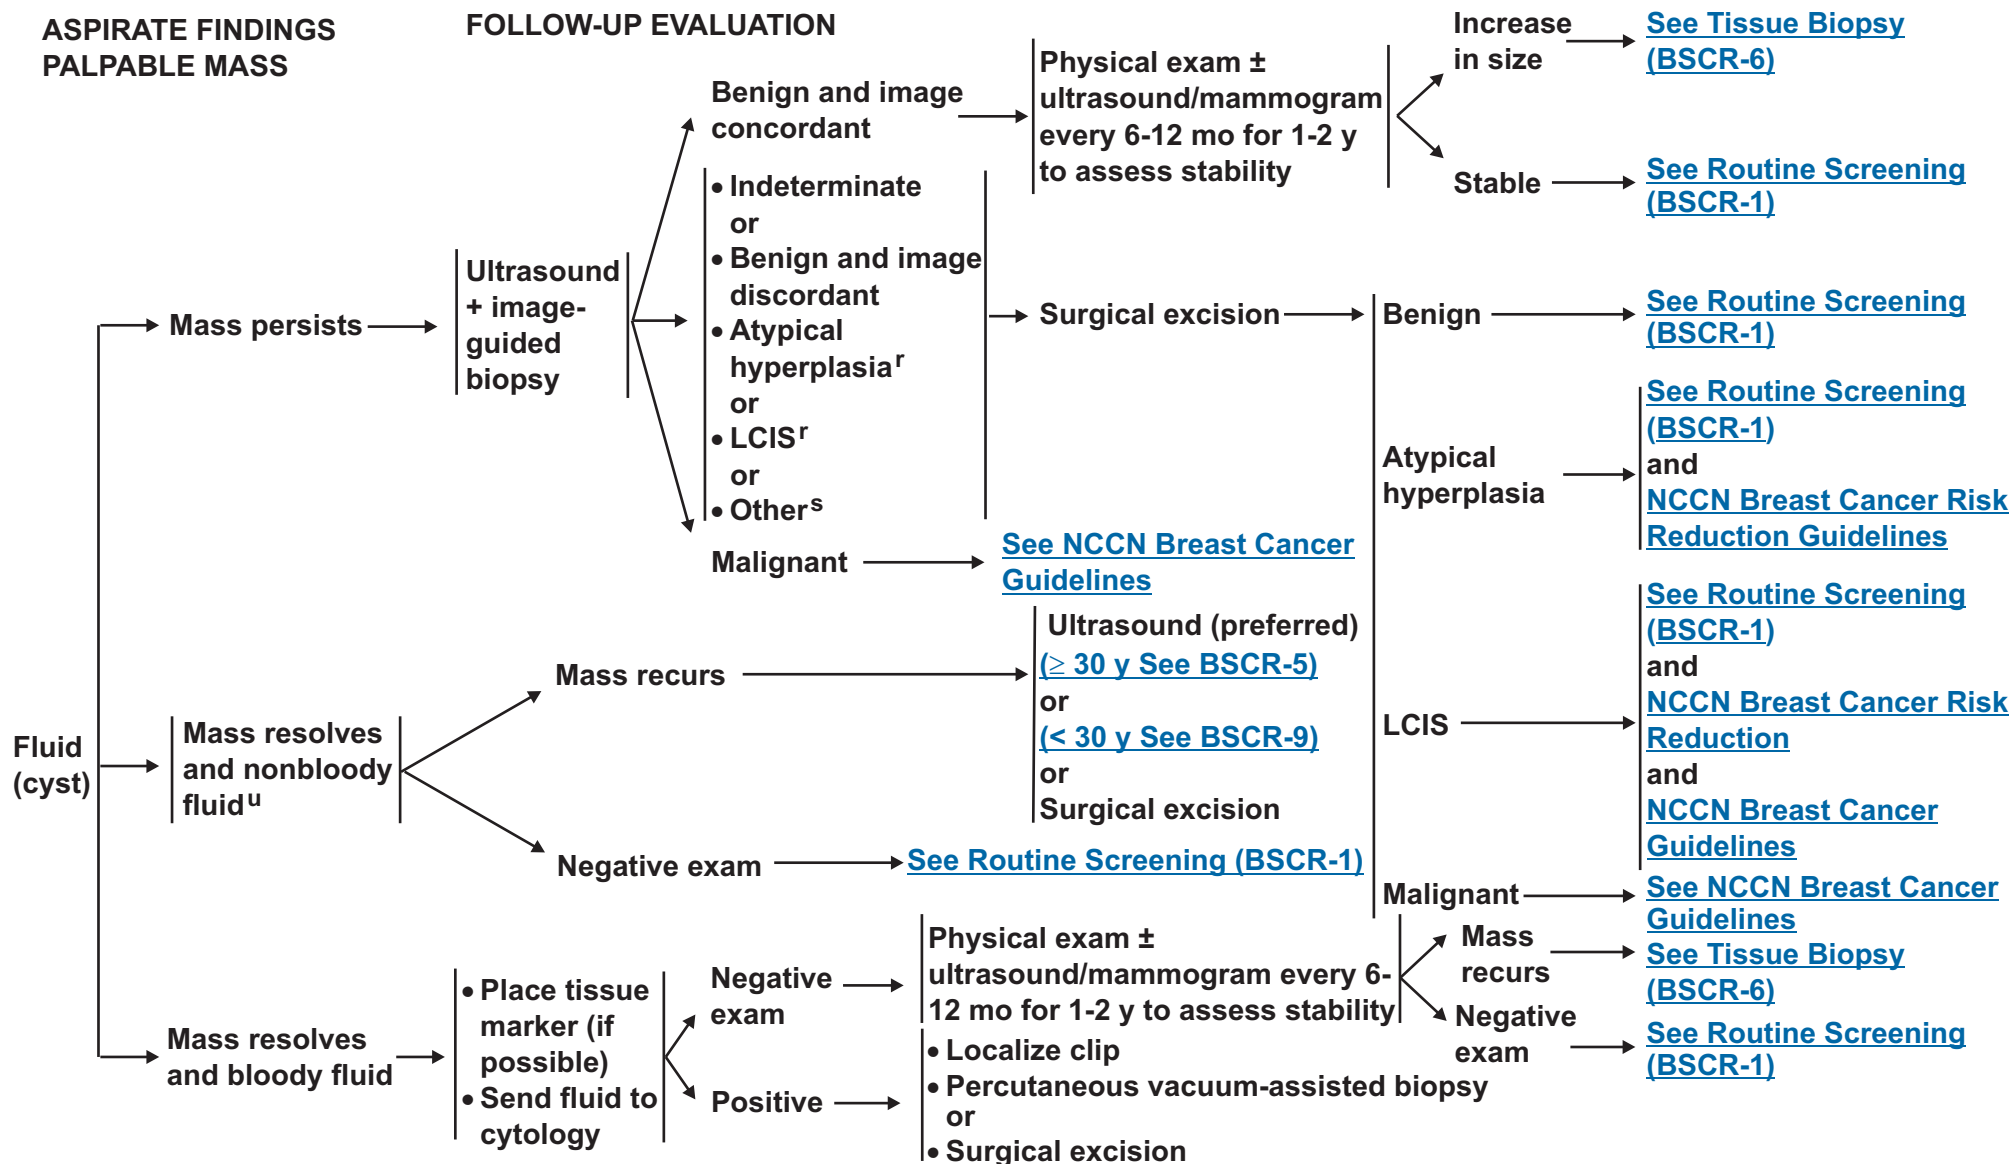 ASPIRATE FINDINGS
PALPABLE MASS
FOLLOW-UP EVALUATION
Fluid
(cyst)
Mass persists
Ultrasound
+ image-
guided
biopsy
Benign and image
concordant
Physical exam ±
ultrasound/mammogram
every 6-12 mo for 1-2 y
to assess stability
Increase
in size
See Tissue Biopsy
(BSCR-6)
Stable
See Routine Screening
(BSCR-1)
• Indeterminate
or
• Benign and image
discordant
• Atypical
hyperplasia r
or
• LCIS r
or
• Other s
Surgical excision
Benign
See Routine Screening
(BSCR-1)
Atypical
hyperplasia
See Routine Screening
(BSCR-1)
and
NCCN Breast Cancer Risk
Reduction Guidelines
LCIS
See Routine Screening
(BSCR-1)
and
NCCN Breast Cancer Risk
Reduction
and
NCCN Breast Cancer
Guidelines
Malignant
See NCCN Breast Cancer
Guidelines
Malignant
See NCCN Breast Cancer
Guidelines
Mass resolves
and nonbloody
fluid u
Mass recurs
Ultrasound (preferred)
(≥ 30 y See BSCR-5)
or
(< 30 y See BSCR-9)
or
Surgical excision
Negative exam
See Routine Screening (BSCR-1)
Mass resolves
and bloody fluid
• Place tissue
marker (if
possible)
• Send fluid to
cytology
Negative
exam
Physical exam ±
ultrasound/mammogram every 6-
12 mo for 1-2 y to assess stability
Mass
recurs
See Tissue Biopsy
(BSCR-6)
Negative
exam
See Routine Screening
(BSCR-1)
Positive
• Localize clip
• Percutaneous vacuum-assisted biopsy
or
• Surgical excision